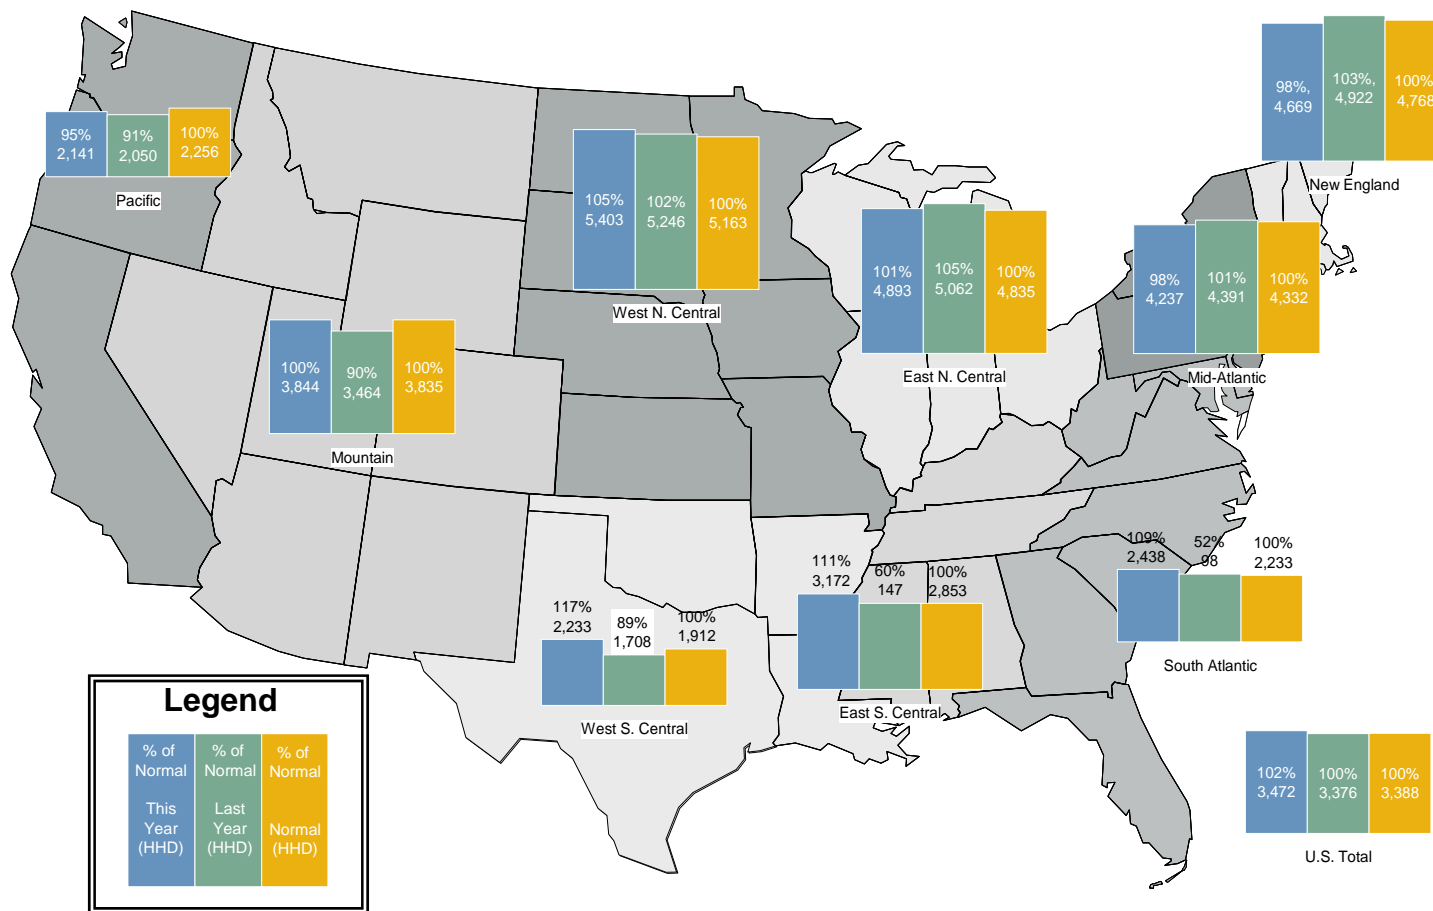 98%,
4,669
103%,
4,922
100%
4,768
New England
95%
2,141
91%
2,050
100%
2,256
Pacific
105%
5,403
102%
5,246
100%
5,163
West N. Central
101%
4,893
105%
5,062
100%
4,835
East N. Central
98%
4,237
101%
4,391
100%
4,332
Mid-Atlantic
100%
3,844
90%
3,464
100%
3,835
Mountain
117%
2,233
89%
1,708
100%
1,912
West S. Central
111%
3,172
60%
147
100%
2,853
East S. Central
109%
2,438
52%
98
100%
2,233
South Atlantic
102%
3,472
100%
3,376
100%
3,388
U.S. Total
Legend
% of
Normal
This
Year
(HHD)
% of
Normal
Last
Year
(HHD)
% of
Normal
Normal
(HHD)